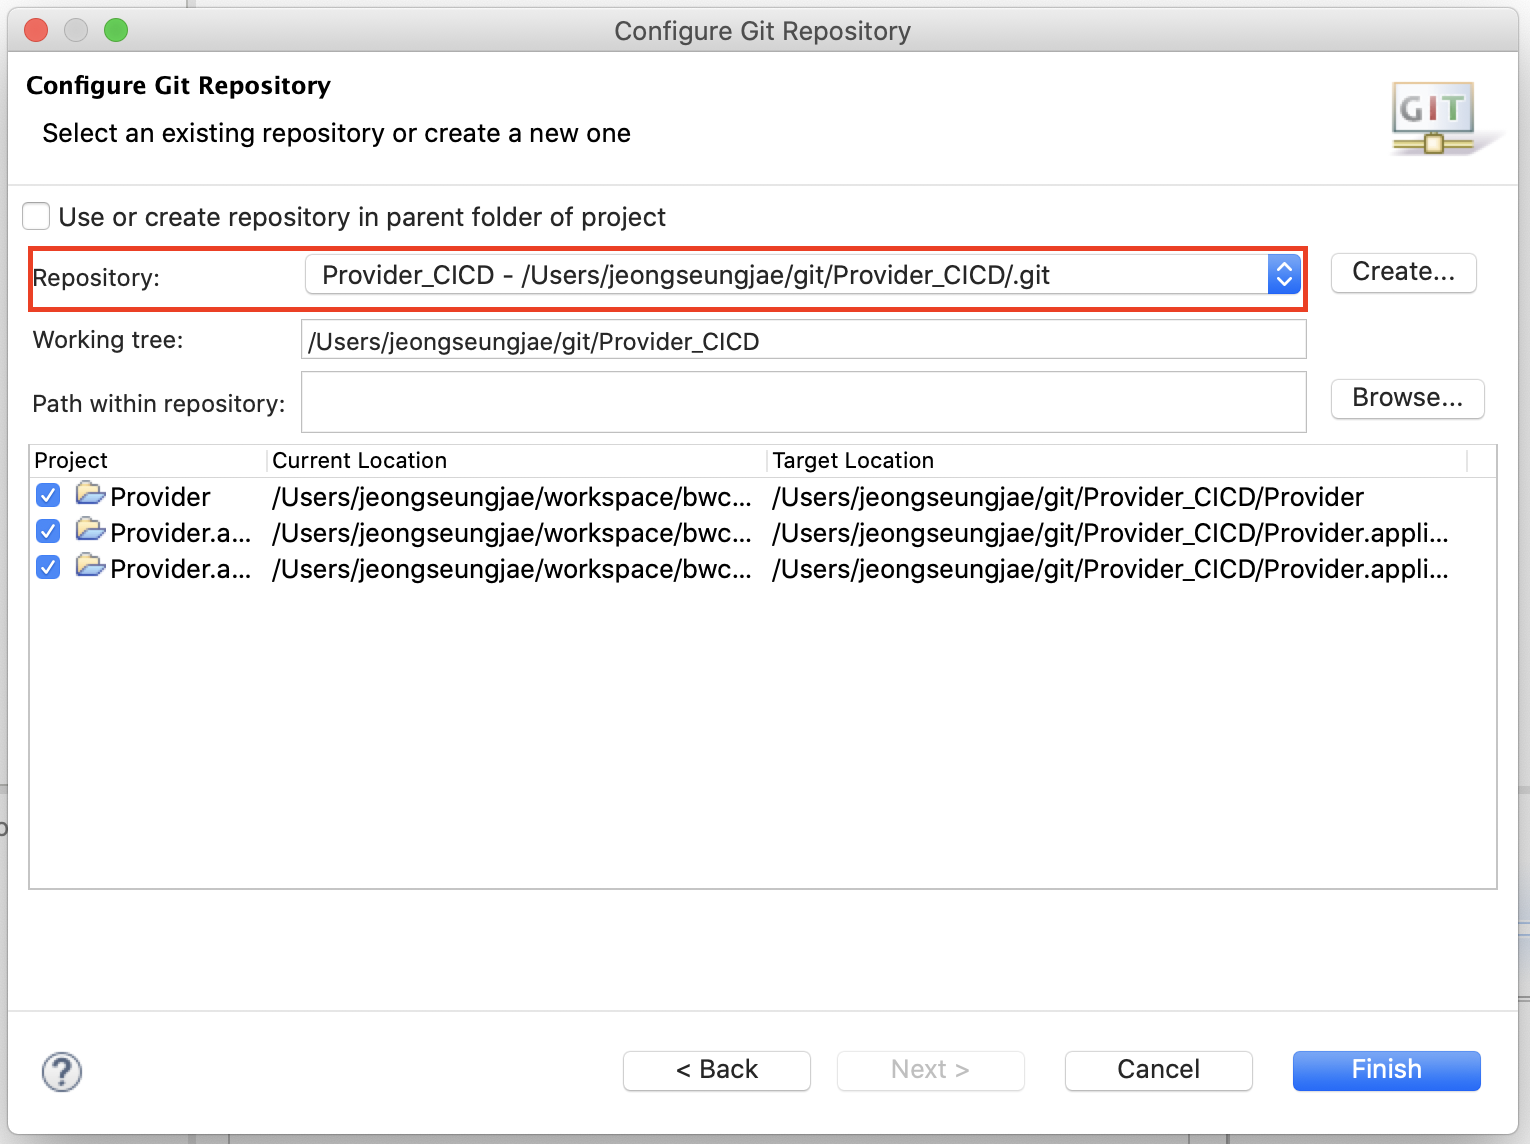 Configure Git Repository
Configure Git Repository
Select an existing repository or create a new one
GIT
Use or create repository in parent folder of project
Repository: Provider_CICD - /Users/jeongseungjae/git/Provider_CICD/.git Create...
Working tree: /Users/jeongseungjae/git/Provider_CICD
Path within repository: Browse...
Project Current Location Target Location
Provider /Users/jeongseungjae/workspace/bwc... /Users/jeongseungjae/git/Provider_CICD/Provider
Provider.a... /Users/jeongseungjae/workspace/bwc... /Users/jeongseungjae/git/Provider_CICD/Provider.appli...
Provider.a... /Users/jeongseungjae/workspace/bwc... /Users/jeongseungjae/git/Provider_CICD/Provider.appli...
? < Back Next > Cancel Finish